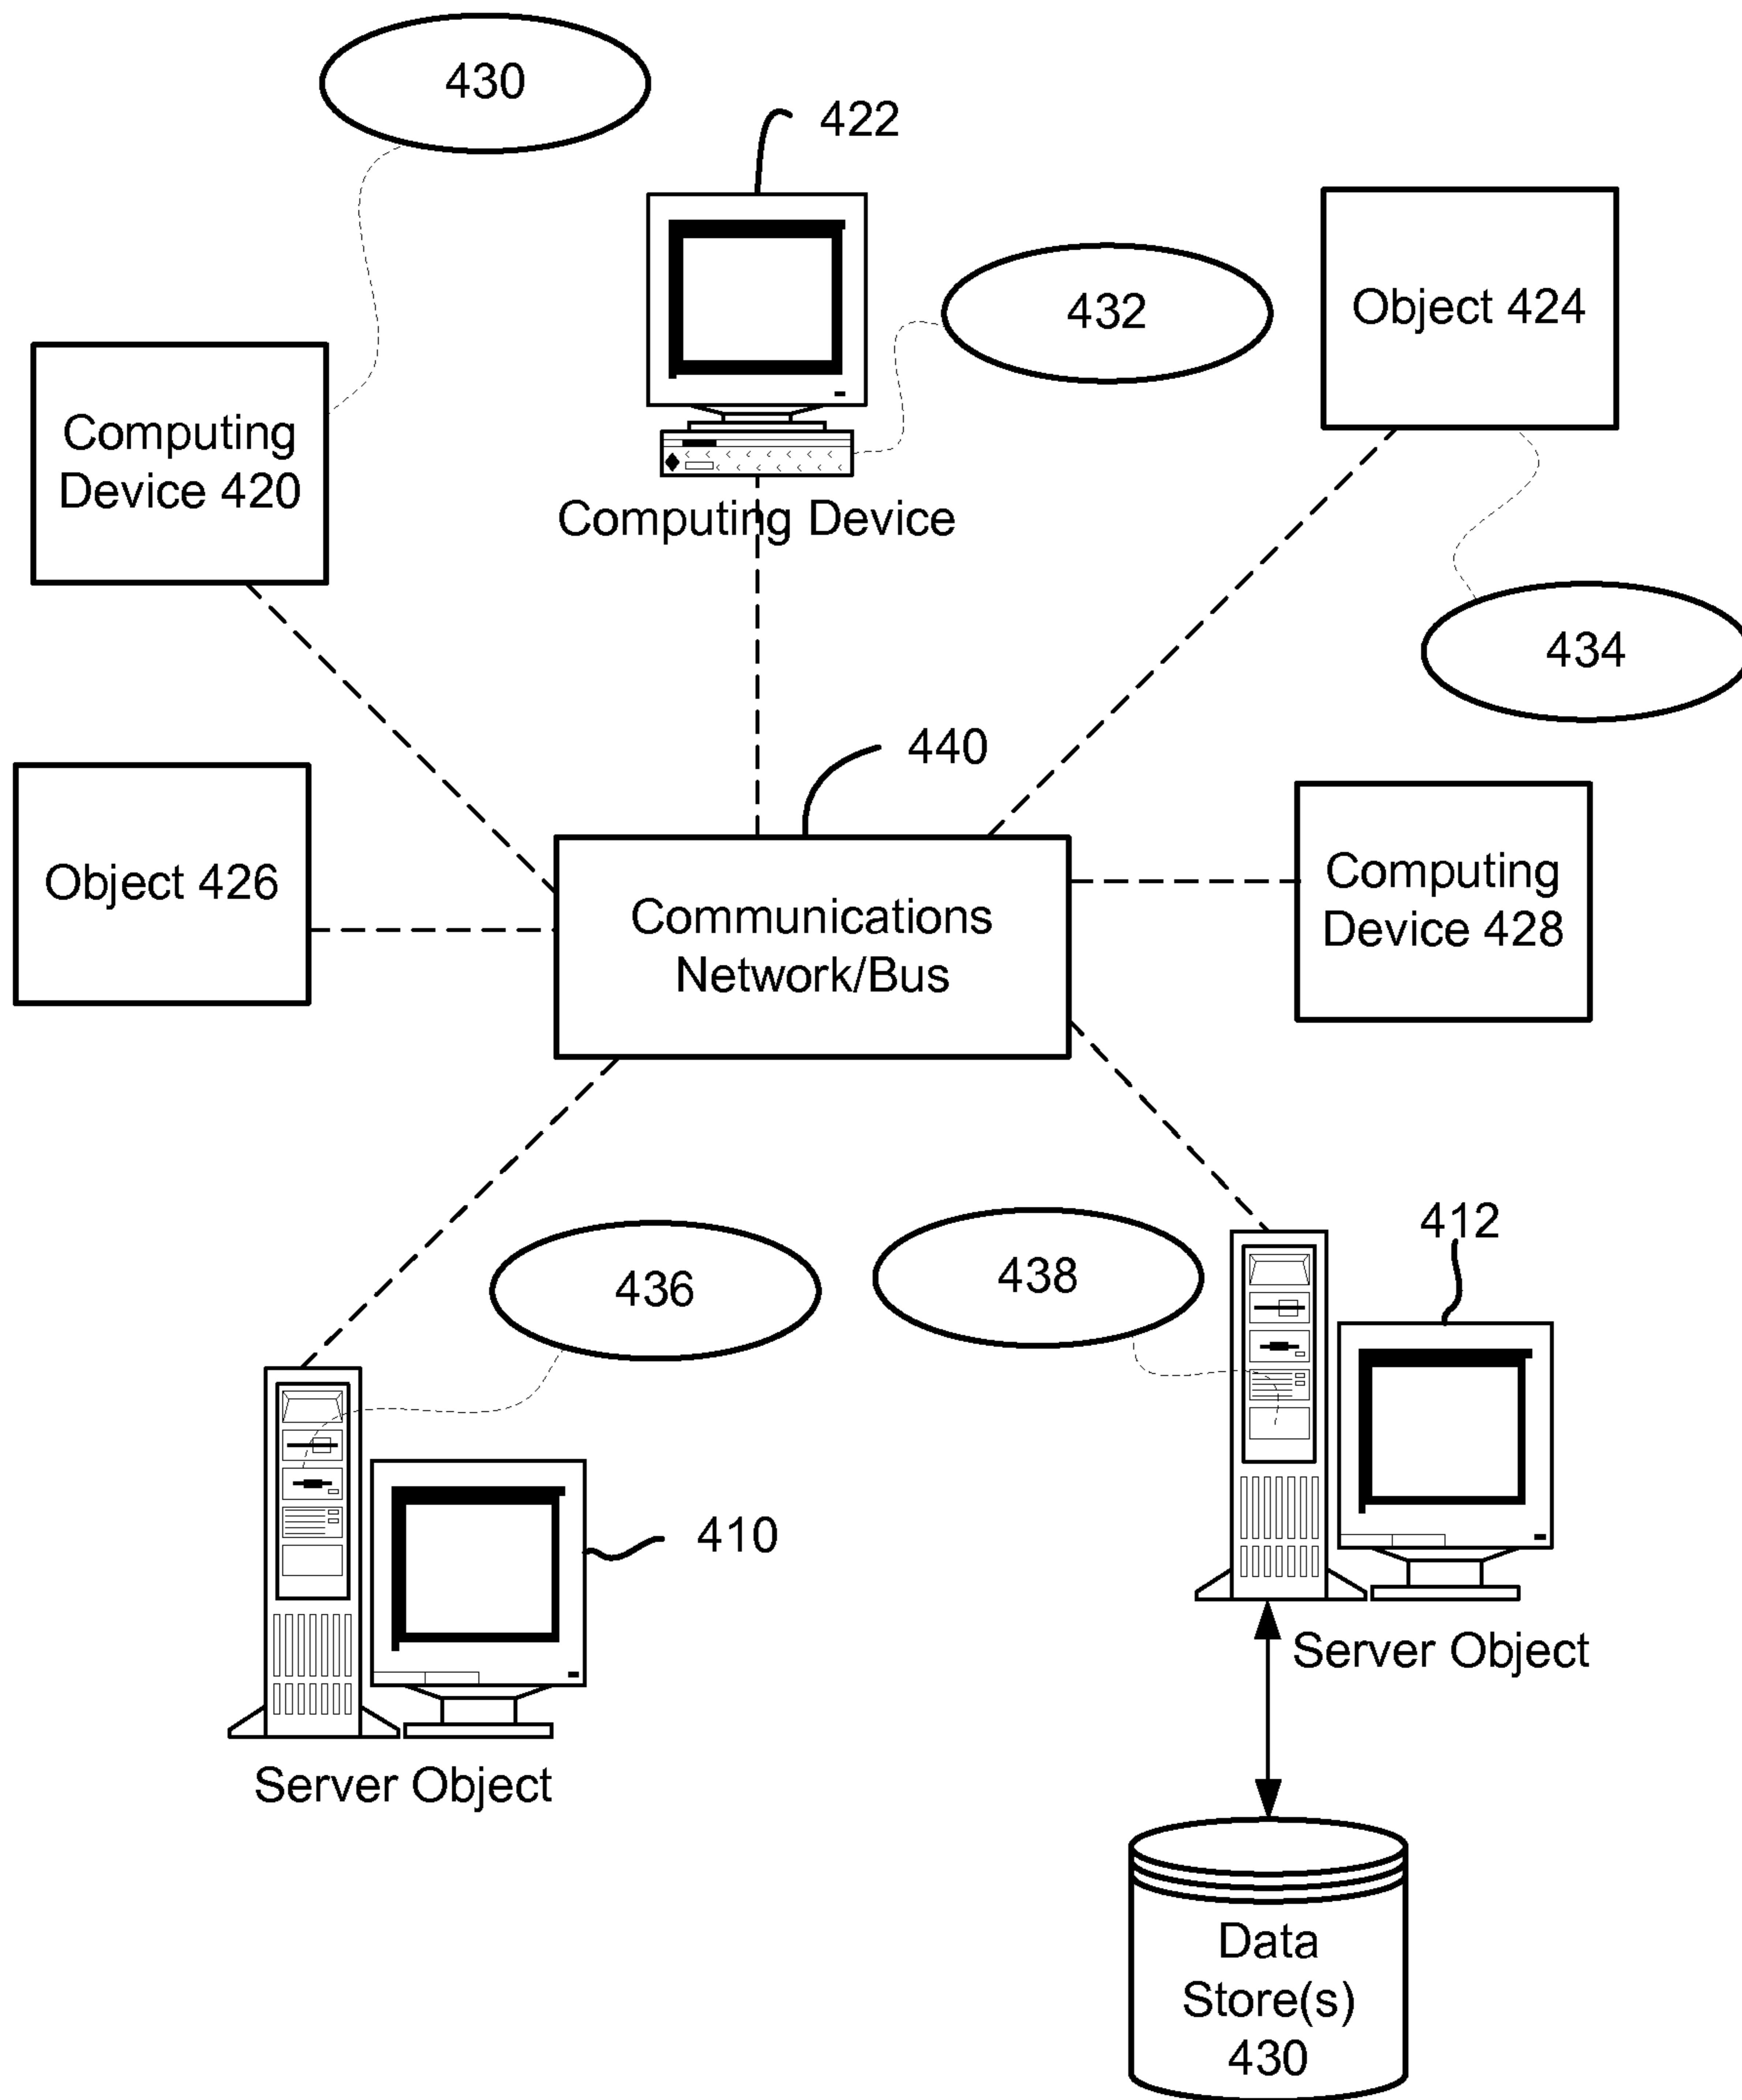 430
422
432
Object 424
Computing
Device 420
Computing Device
434
440
Object 426
Communications
Network/Bus
Computing
Device 428
436
438
412
410
Server Object
Server Object
Data
Store(s)
430